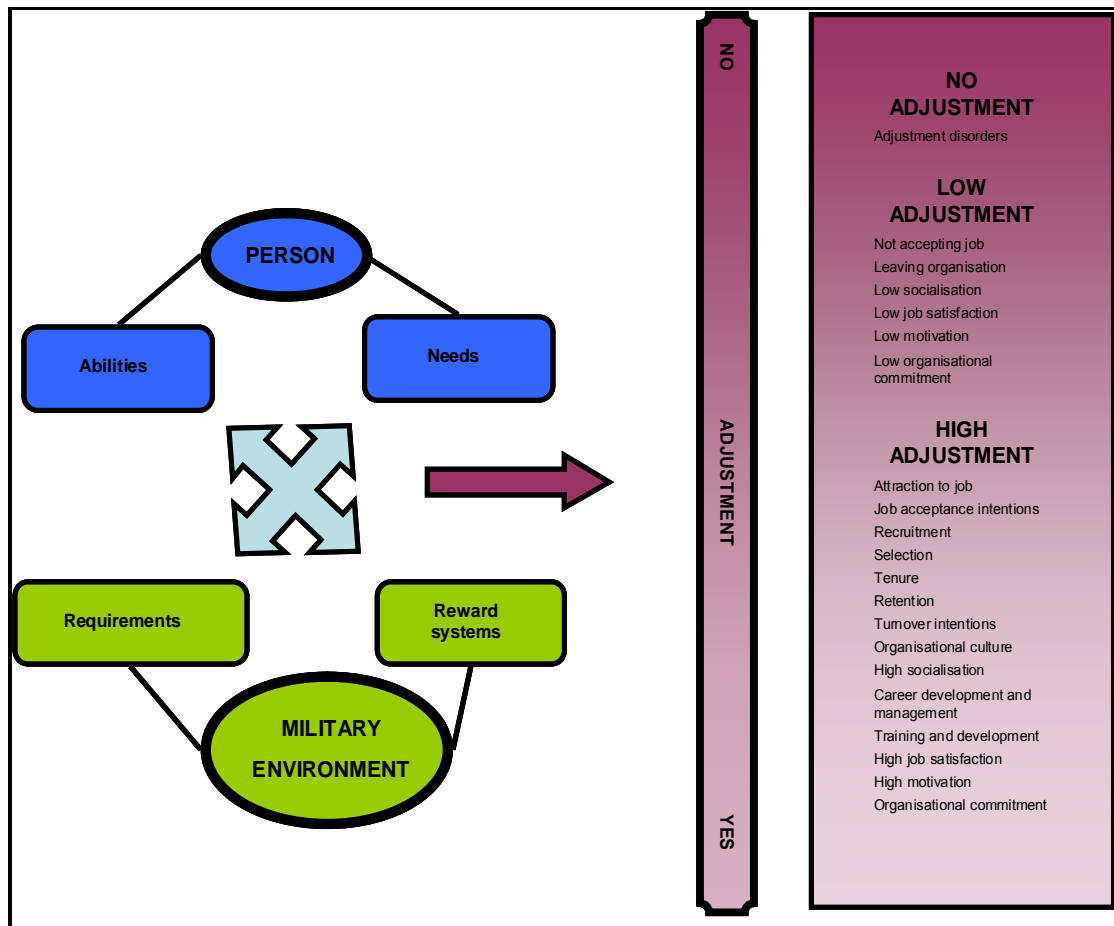 PERSON
Abilities
Needs
Requirements
Reward
systems
MILITARY
ENVIRONMENT
NO
ADJUSTMENT
YES
NO
ADJUSTMENT
Adjustment disorders
LOW
ADJUSTMENT
Not accepting job
Leaving organisation
Low socialisation
Low job satisfaction
Low motivation
Low organisational
commitment
HIGH
ADJUSTMENT
Attraction to job
Job acceptance intentions
Recruitment
Selection
Tenure
Retention
Turnover intentions
Organisational culture
High socialisation
Career development and
management
Training and development
High job satisfaction
High motivation
Organisational commitment